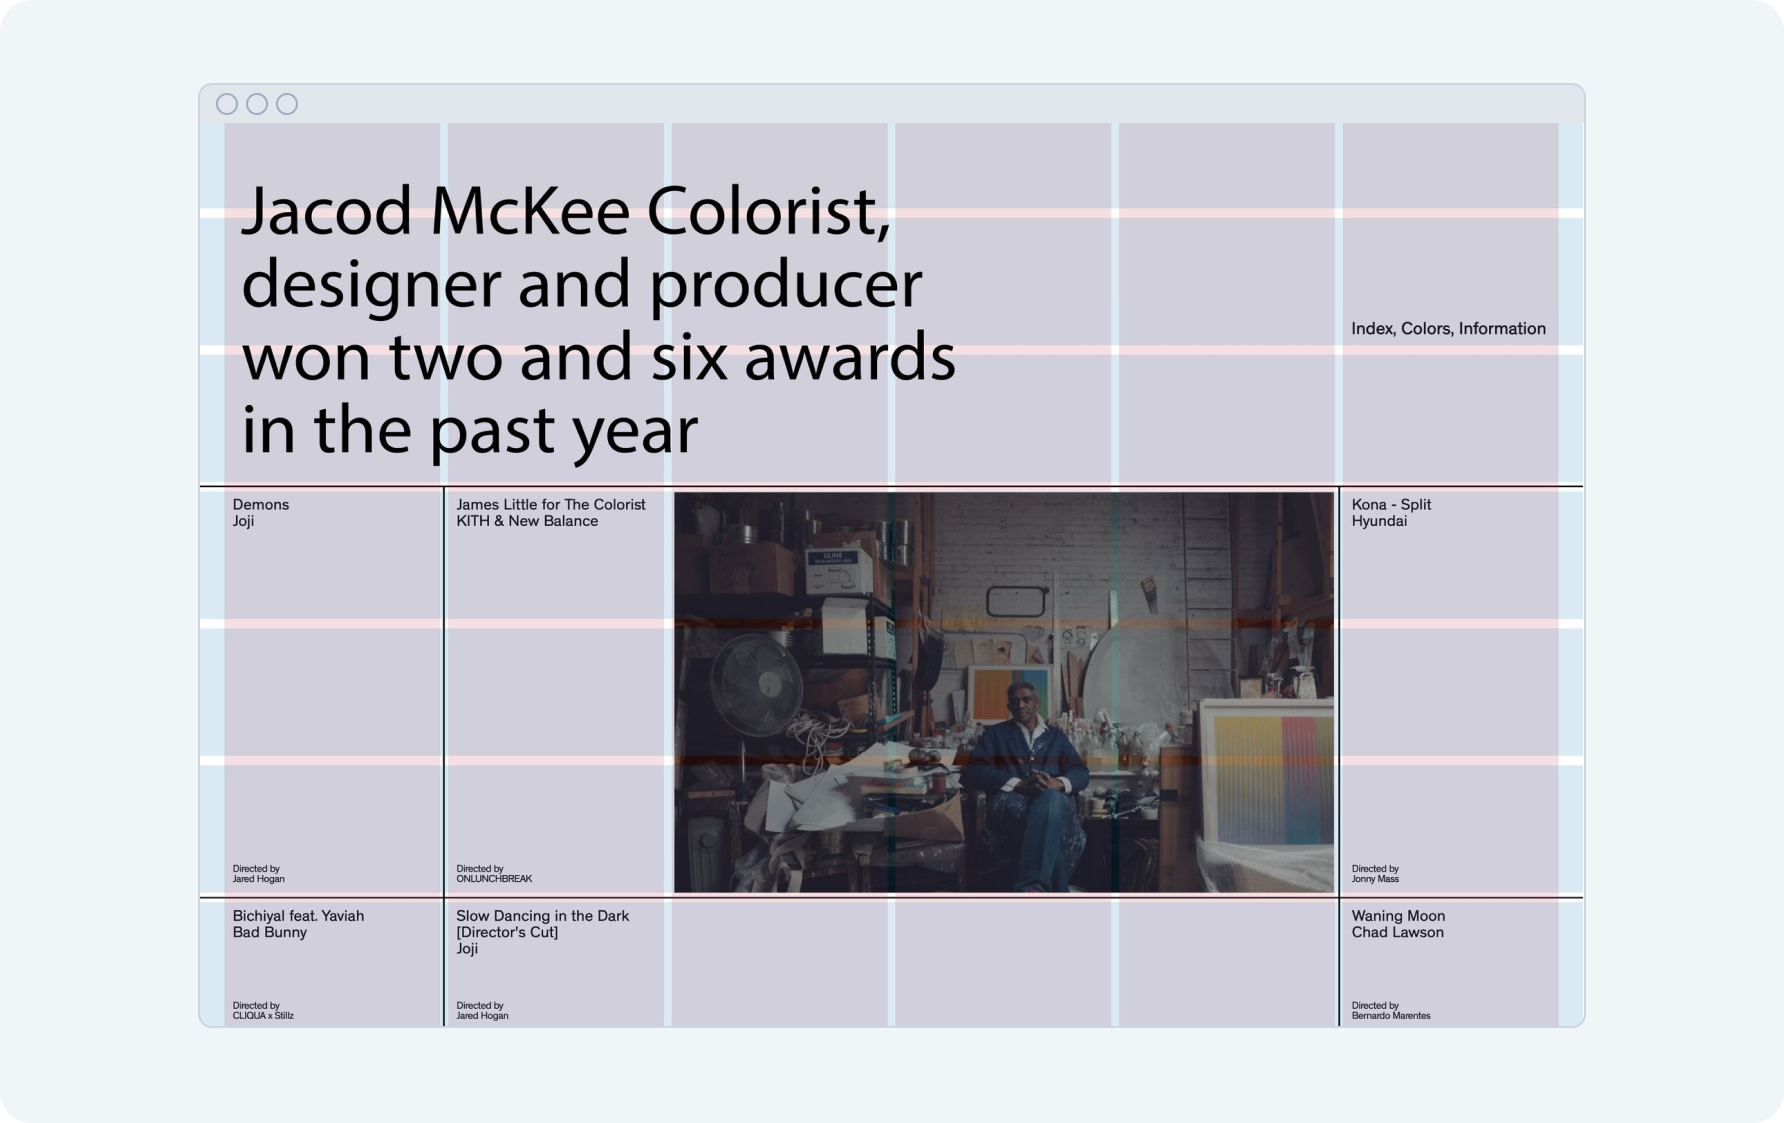 Jacod McKee Colorist,
designer and producer
won two and six awards
in the past year
Index, Colors, Information
Demons
Joji
James Little for The Colorist
KITH & New Balance
Kona - Split
Hyundai
ULINE
Directed by
Jared Hogan
Directed by
ONLUNCHBREAK
Directed by
Jonny Mass
Bichiyal feat. Yaviah
Bad Bunny
Slow Dancing in the Dark
[Director's Cut]
Joji
Waning Moon
Chad Lawson
Directed by
CLIQUA x Stillz
Directed by
Jared Hogan
Directed by
Bernardo Marentes